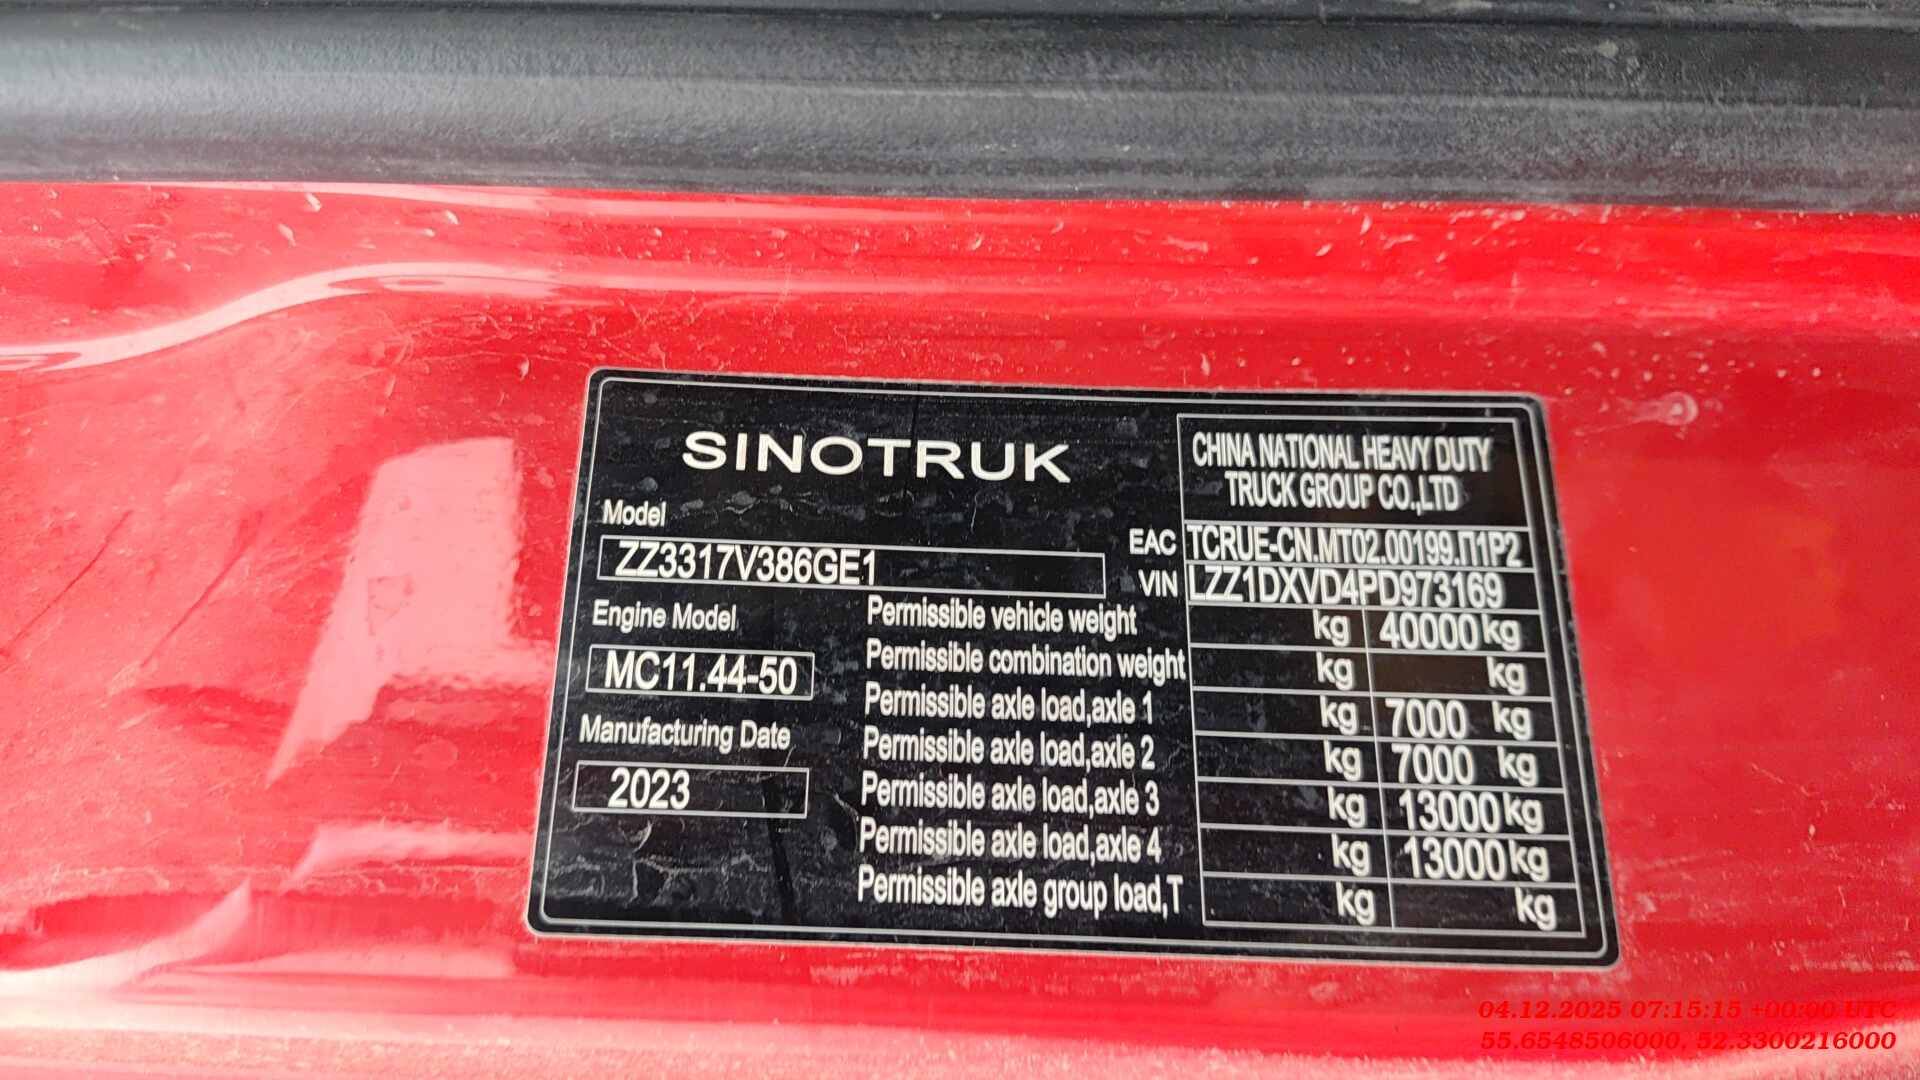 SINOTRUK
CHINA NATIONAL HEAVY DUTY
TRUCK GROUP CO.,LTD
Model
ZZ3317V386GE1
EAC TCRUE-CN.MT02.00199.П1P2
VIN LZZ1DXVD4PD973169
Engine Model
MC11.44-50
Manufacturing Date
2023
Permissible vehicle weight kg 40000 kg
Permissible combination weight kg kg
Permissible axle load,axle 1 kg 7000 kg
Permissible axle load,axle 2 kg 7000 kg
Permissible axle load,axle 3 kg 13000 kg
Permissible axle load,axle 4 kg 13000 kg
Permissible axle group load,T kg kg
04.12.2025 07:15:15 +00:00 UTC
55.6548506000, 52.3300216000